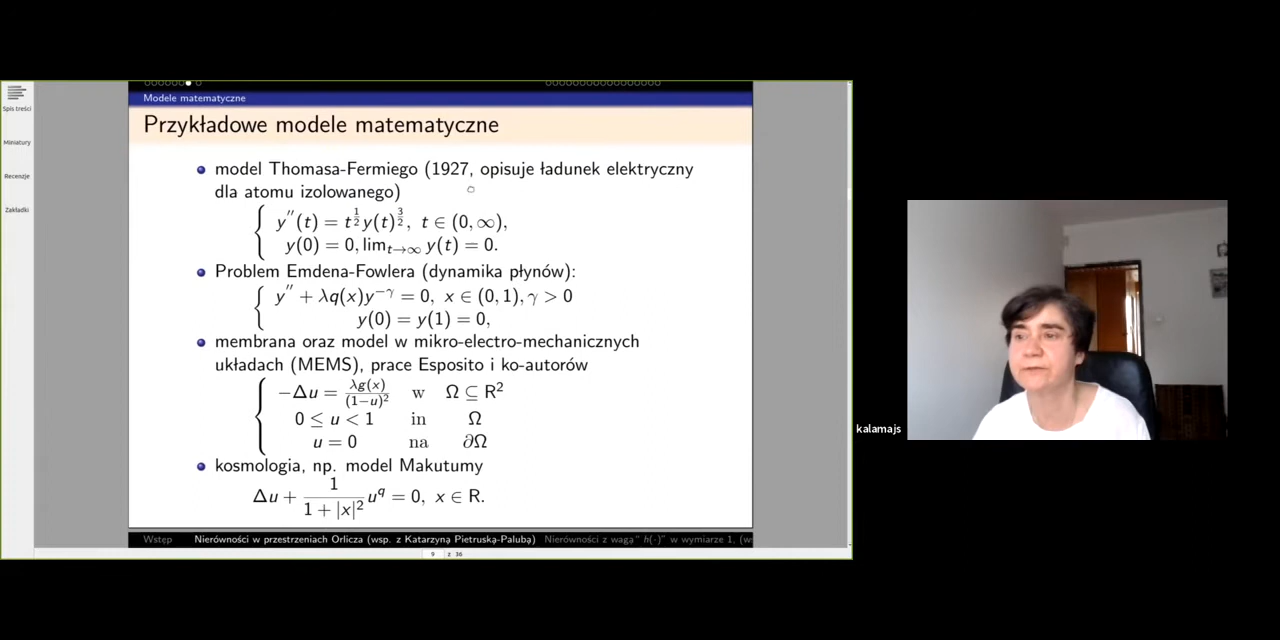 Modele matematyczne
Przykładowe modele matematyczne
Spis treści
Miniatury
Recenzje
Zakładki
model Thomasa-Fermiego (1927, opisuje ładunek elektryczny
dla atomu izolowanego)
y''(t) = t^{1/2} y(t)^{3/2}, t ∈ (0, ∞),
y(0) = 0, lim_{t→∞} y(t) = 0.
Problem Emdena-Fowlera (dynamika płynów):
y'' + λq(x)y^{−γ} = 0, x ∈ (0, 1), γ > 0
y(0) = y(1) = 0,
membrana oraz model w mikro-electro-mechanicznych
układach (MEMS), prace Esposito i ko-autorów
−Δu = λg(x)/(1−u)² w Ω ⊆ R²
0 ≤ u < 1 in Ω
u = 0 na ∂Ω
kosmologia, np. model Makutumy
Δu + 1/(1 + |x|²) u^q = 0, x ∈ R.
Wstęp Nierówności w przestrzeniach Orlicza (wsp. z Katarzyną Pietruską-Pałubą) Nierówności z wagą" h(·)" w wymiarze 1, (w
9 z 36
kalamajs